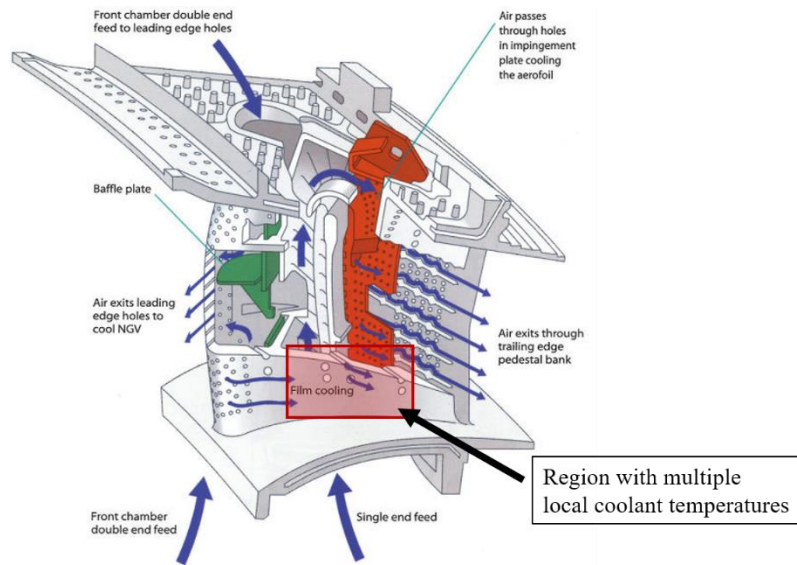 Front chamber double end
feed to leading edge holes
Air passes
through holes
in impingement
plate cooling
the aerofoil
Baffle plate
Air exits leading
edge holes to
cool NGV
Air exits through
trailing edge
pedestal bank
Film cooling
Region with multiple
local coolant temperatures
Front chamber
double end feed
Single end feed